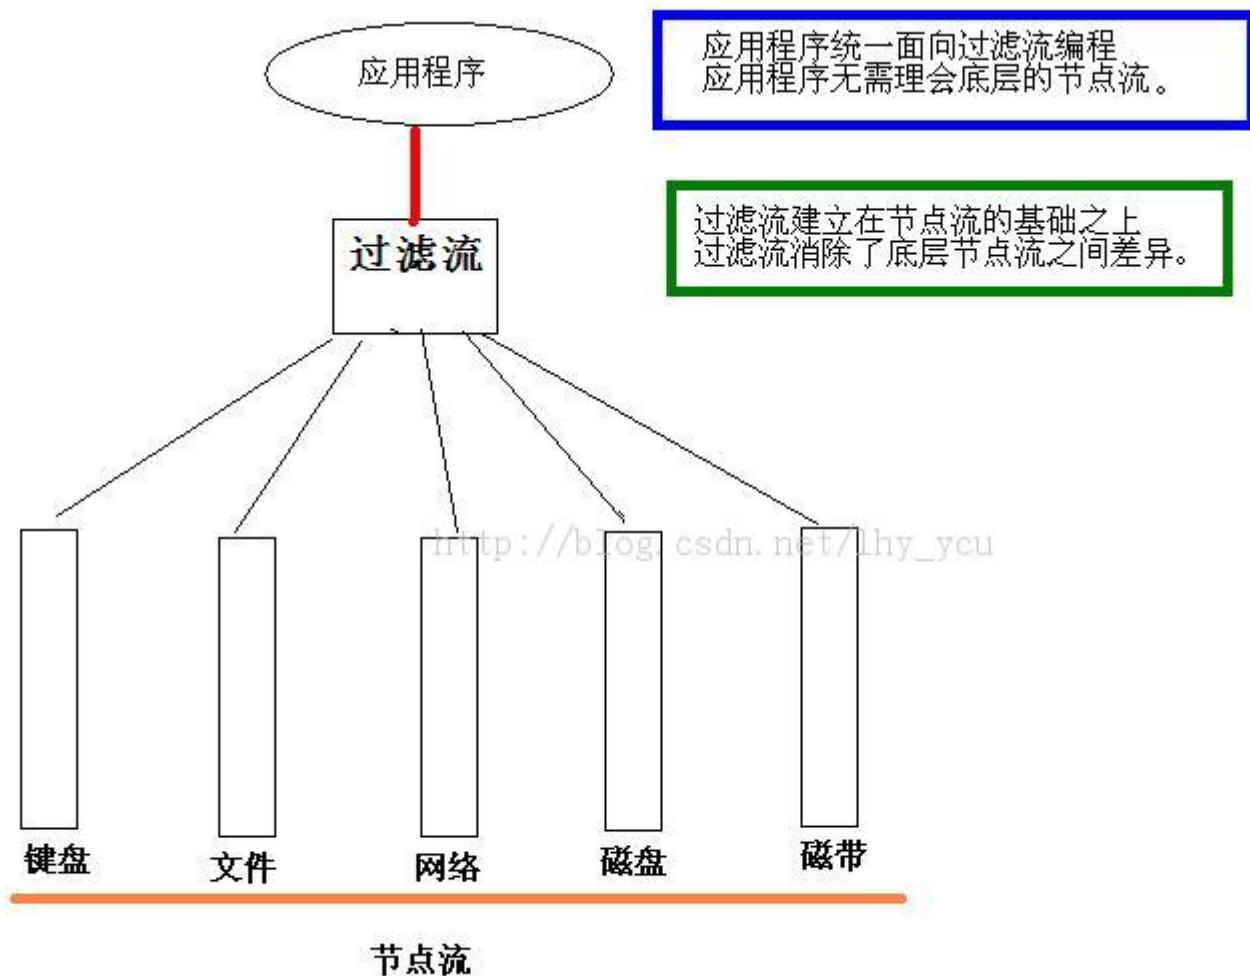 应用程序
应用程序统一面向过滤流编程
应用程序无需理会底层的节点流。
过滤流
过滤流建立在节点流的基础之上
过滤流消除了底层节点流之间差异。
http://blog.csdn.net/lhy_ycu
键盘
文件
网络
磁盘
磁带
节点流